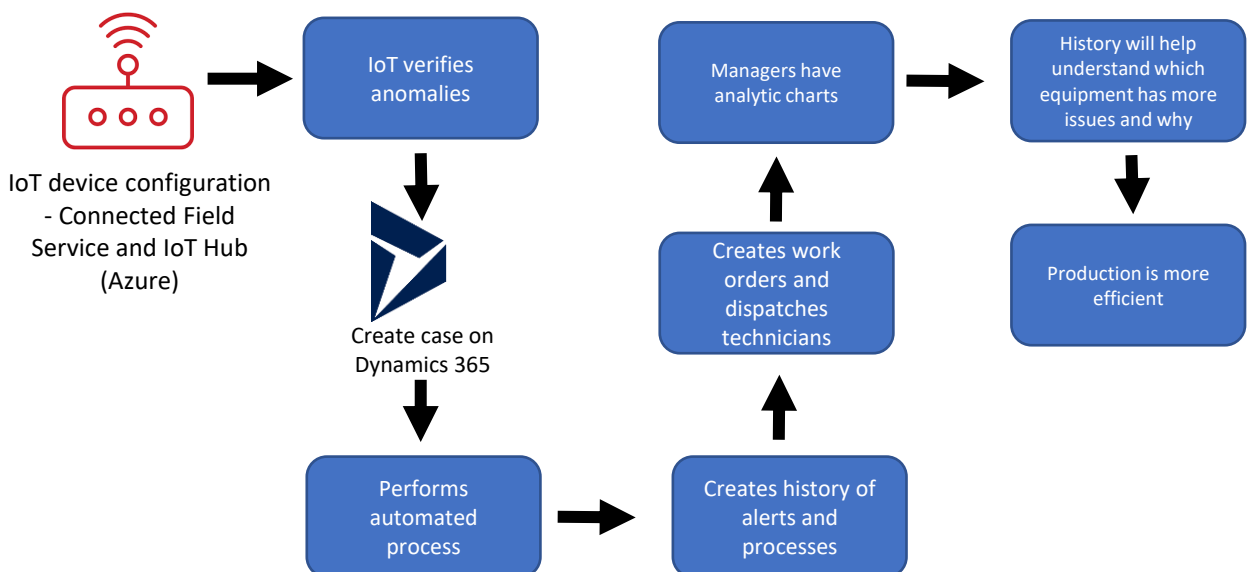 IoT device configuration
- Connected Field
Service and IoT Hub
(Azure)
IoT verifies
anomalies
Create case on
Dynamics 365
Performs
automated
process
Creates history of
alerts and
processes
Creates work
orders and
dispatches
technicians
Managers have
analytic charts
History will help
understand which
equipment has more
issues and why
Production is more
efficient